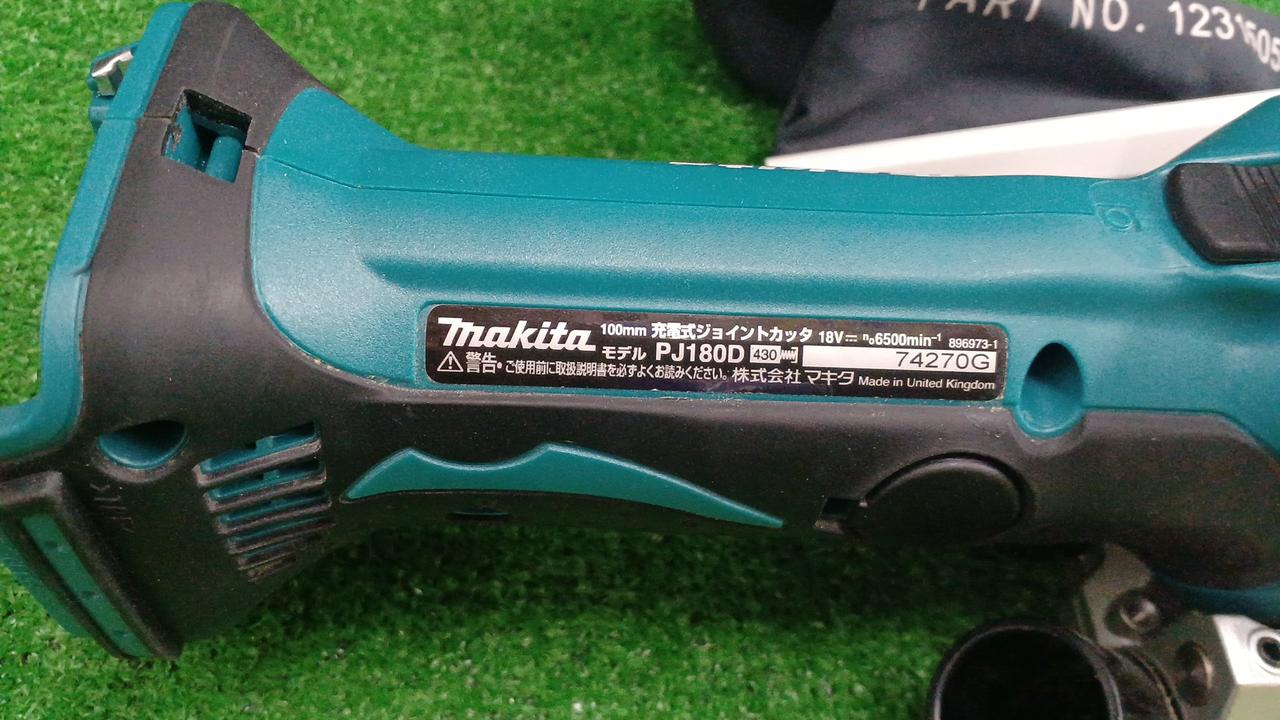 PART NO. 123
makita 100mm 充電式ジョイントカッタ 18V⎓ n₀6500min⁻¹ 896973-1
モデル PJ180D 430 74270G
⚠警告・ご使用前に取扱説明書を必ずよくお読みください。株式会社 マキタ Made in United Kingdom